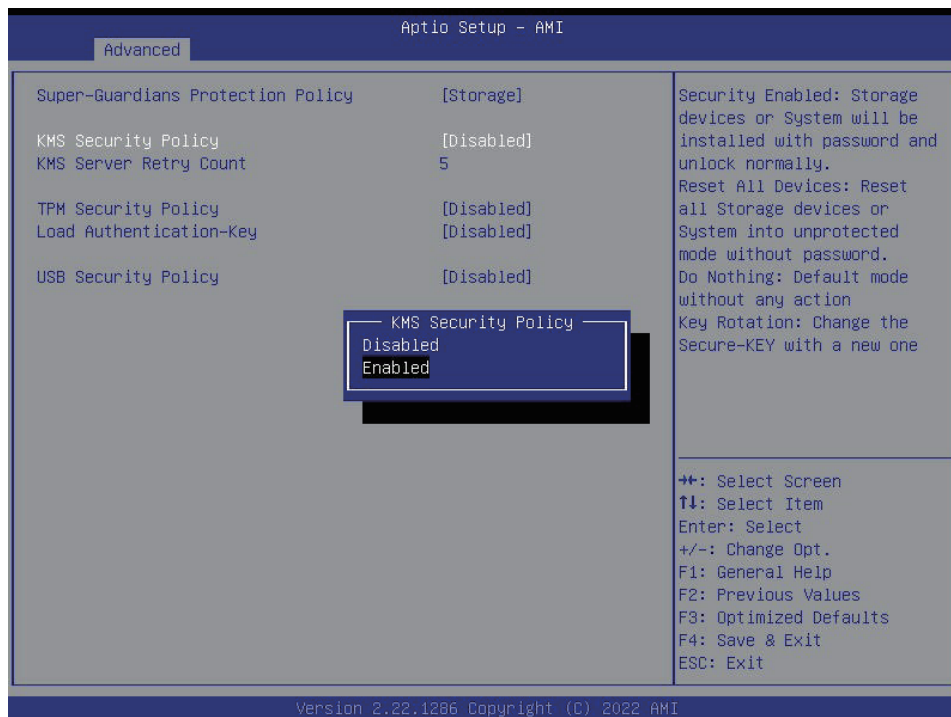 Aptio Setup – AMI
Advanced
Super-Guardians Protection Policy [Storage]
KMS Security Policy [Disabled]
KMS Server Retry Count 5
TPM Security Policy [Disabled]
Load Authentication-Key [Disabled]
USB Security Policy [Disabled]
KMS Security Policy
Disabled
Enabled
Security Enabled: Storage
devices or System will be
installed with password and
unlock normally.
Reset All Devices: Reset
all Storage devices or
System into unprotected
mode without password.
Do Nothing: Default mode
without any action
Key Rotation: Change the
Secure-KEY with a new one
→←: Select Screen
↑↓: Select Item
Enter: Select
+/-: Change Opt.
F1: General Help
F2: Previous Values
F3: Optimized Defaults
F4: Save & Exit
ESC: Exit
Version 2.22.1286 Copyright (C) 2022 AMI